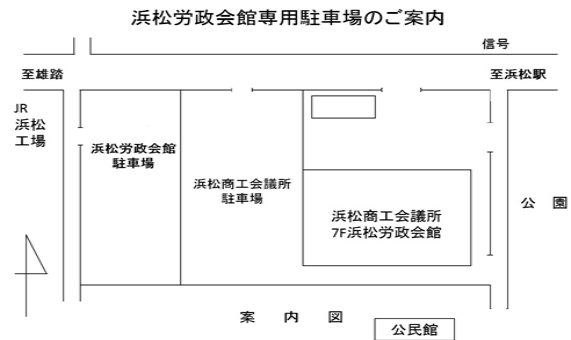 浜松労政会館専用駐車場のご案内
信号
至雄踏
至浜松駅
JR
浜松
工場
浜松労政会館
駐車場
浜松商工会議所
駐車場
浜松商工会議所
7F浜松労政会館
公 園
案 内 図
公民館